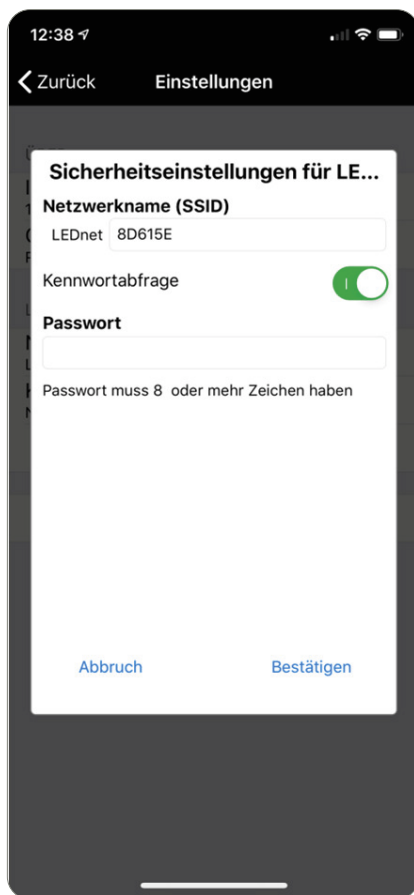 12:38
Zurück Einstellungen
Sicherheitseinstellungen für LE...
Netzwerkname (SSID)
LEDnet 8D615E
Kennwortabfrage
Passwort
Passwort muss 8 oder mehr Zeichen haben
Abbruch Bestätigen